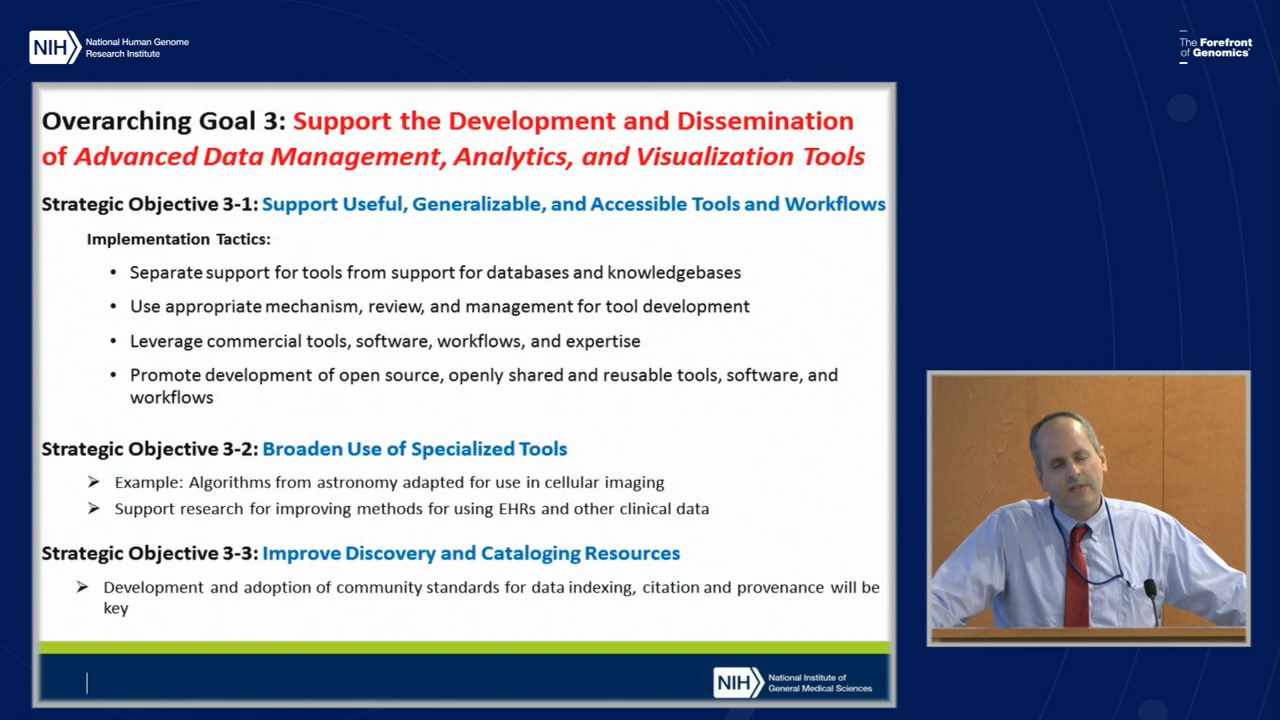 NIH National Human Genome
Research Institute
The Forefront
of Genomics
Overarching Goal 3: Support the Development and Dissemination
of Advanced Data Management, Analytics, and Visualization Tools
Strategic Objective 3-1: Support Useful, Generalizable, and Accessible Tools and Workflows
Implementation Tactics:
• Separate support for tools from support for databases and knowledgebases
• Use appropriate mechanism, review, and management for tool development
• Leverage commercial tools, software, workflows, and expertise
• Promote development of open source, openly shared and reusable tools, software, and
workflows
Strategic Objective 3-2: Broaden Use of Specialized Tools
➢ Example: Algorithms from astronomy adapted for use in cellular imaging
➢ Support research for improving methods for using EHRs and other clinical data
Strategic Objective 3-3: Improve Discovery and Cataloging Resources
➢ Development and adoption of community standards for data indexing, citation and provenance will be
key
NIH National Institute of
General Medical Sciences